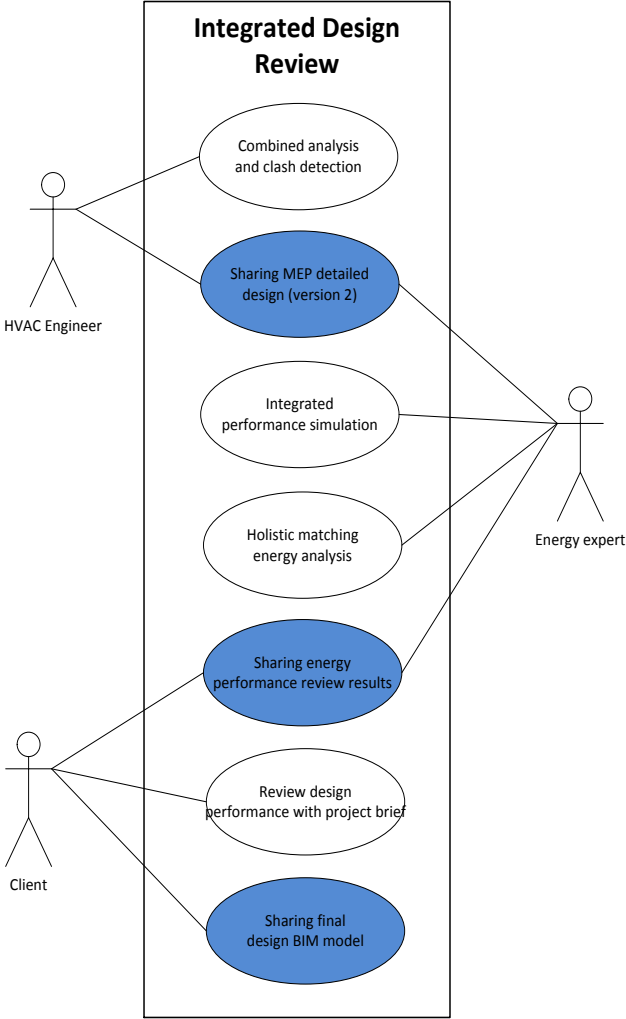 Integrated Design
Review
Combined analysis
and clash detection
Sharing MEP detailed
design (version 2)
HVAC Engineer
Integrated
performance simulation
Holistic matching
energy analysis
Energy expert
Sharing energy
performance review results
Review design
performance with project brief
Client
Sharing final
design BIM model